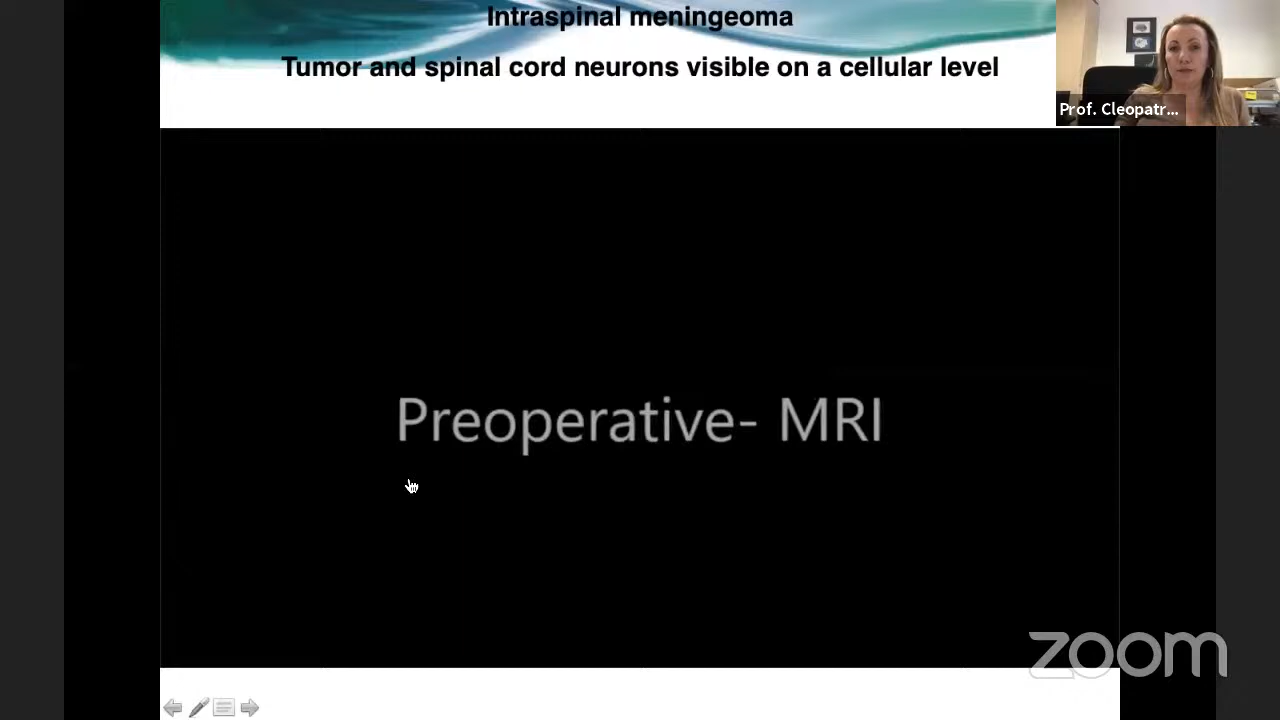 Intraspinal meningeoma
Tumor and spinal cord neurons visible on a cellular level
Prof. Cleopatr...
Preoperative- MRI
zoom